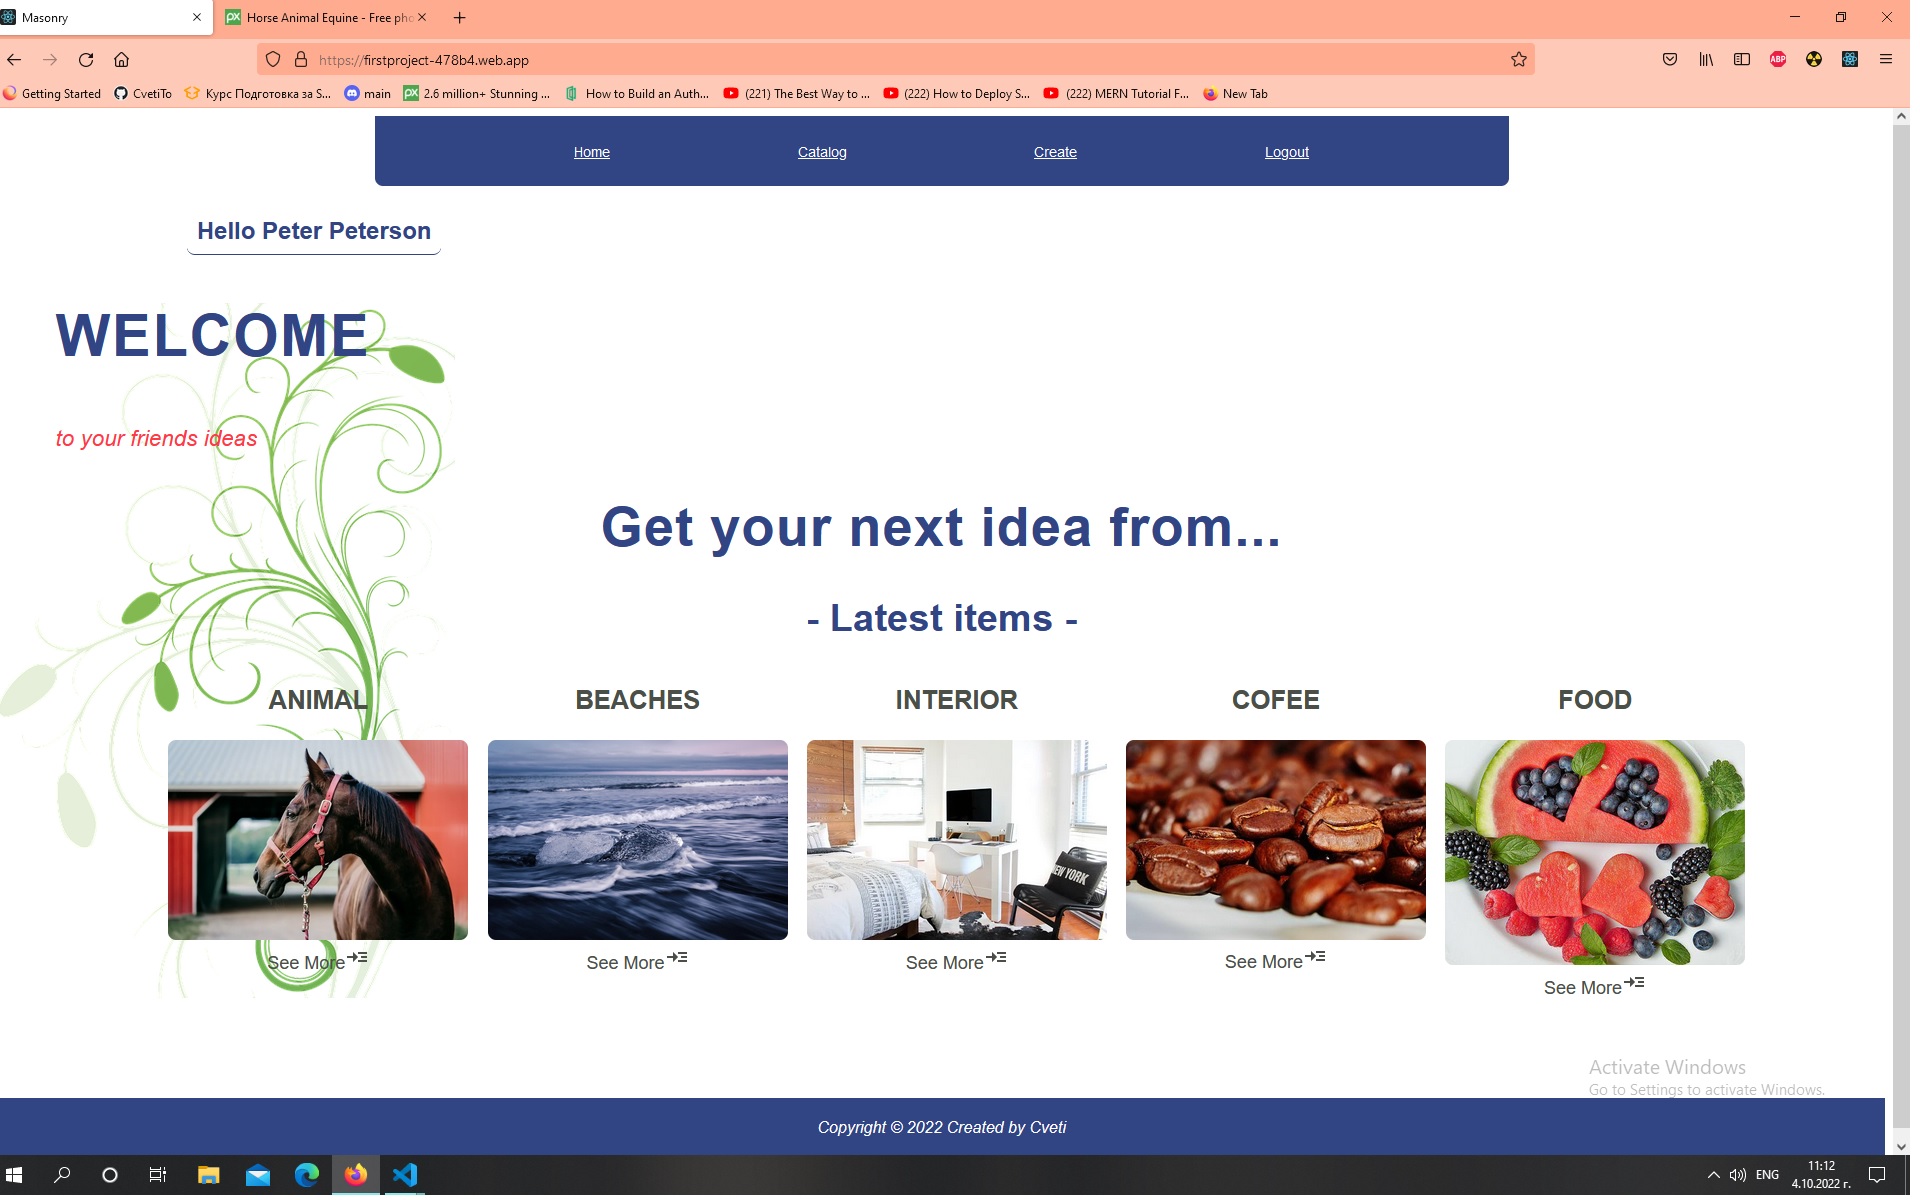 Masonry
Horse Animal Equine - Free pho
https://firstproject-478b4.web.app
Getting Started CvetiTo Курс Подготовка за S... main 2.6 million+ Stunning ... How to Build an Auth... (221) The Best Way to ... (222) How to Deploy S... (222) MERN Tutorial F... New Tab
Home Catalog Create Logout
Hello Peter Peterson
WELCOME
to your friends ideas
Get your next idea from...
- Latest items -
ANIMAL BEACHES INTERIOR COFEE FOOD
NEW YORK
See More See More See More See More See More
Activate Windows
Go to Settings to activate Windows.
Copyright © 2022 Created by Cveti
ENG
11:12
4.10.2022 г.